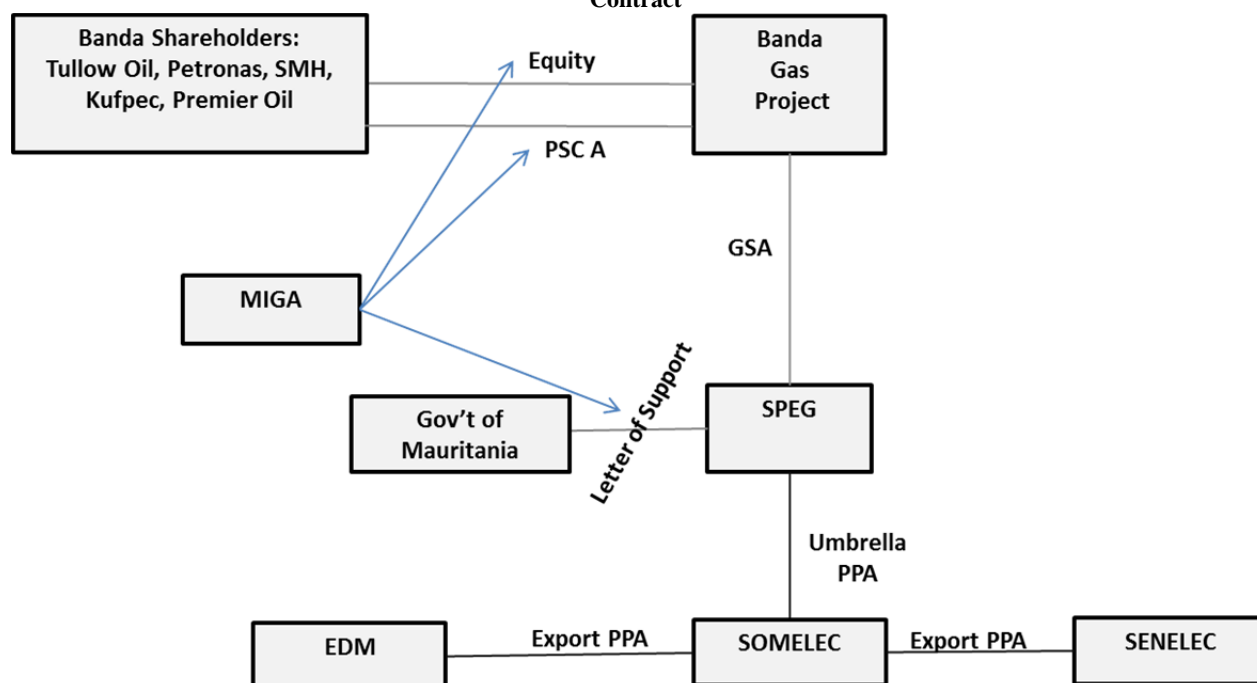 Contract
Banda Shareholders:
Tullow Oil, Petronas, SMH,
Kufpec, Premier Oil
Equity
Banda
Gas
Project
PSC A
GSA
MIGA
Letter of Support
Gov't of
Mauritania
SPEG
Umbrella
PPA
EDM
Export PPA
SOMELEC
Export PPA
SENELEC